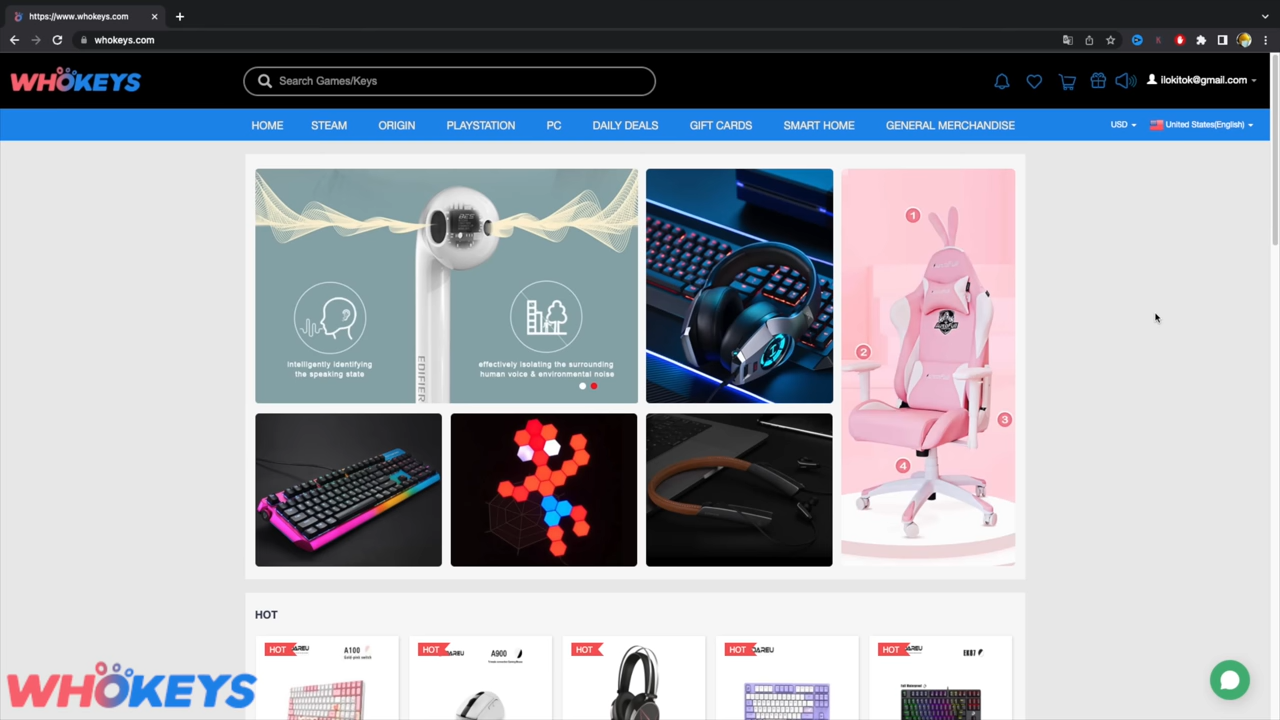 https://www.whokeys.com
whokeys.com
WHOKEYS
Search Games/Keys
ilokitok@gmail.com
HOME STEAM ORIGIN PLAYSTATION PC DAILY DEALS GIFT CARDS SMART HOME GENERAL MERCHANDISE
USD United States(English)
intelligently identifying
the speaking state
effectively isolating the surrounding
human voice & environmental noise
EDIFIER
1
2
3
4
HOT
HOT A100
HOT A900
HOT
HOT
HOT EK87
WHOKEYS